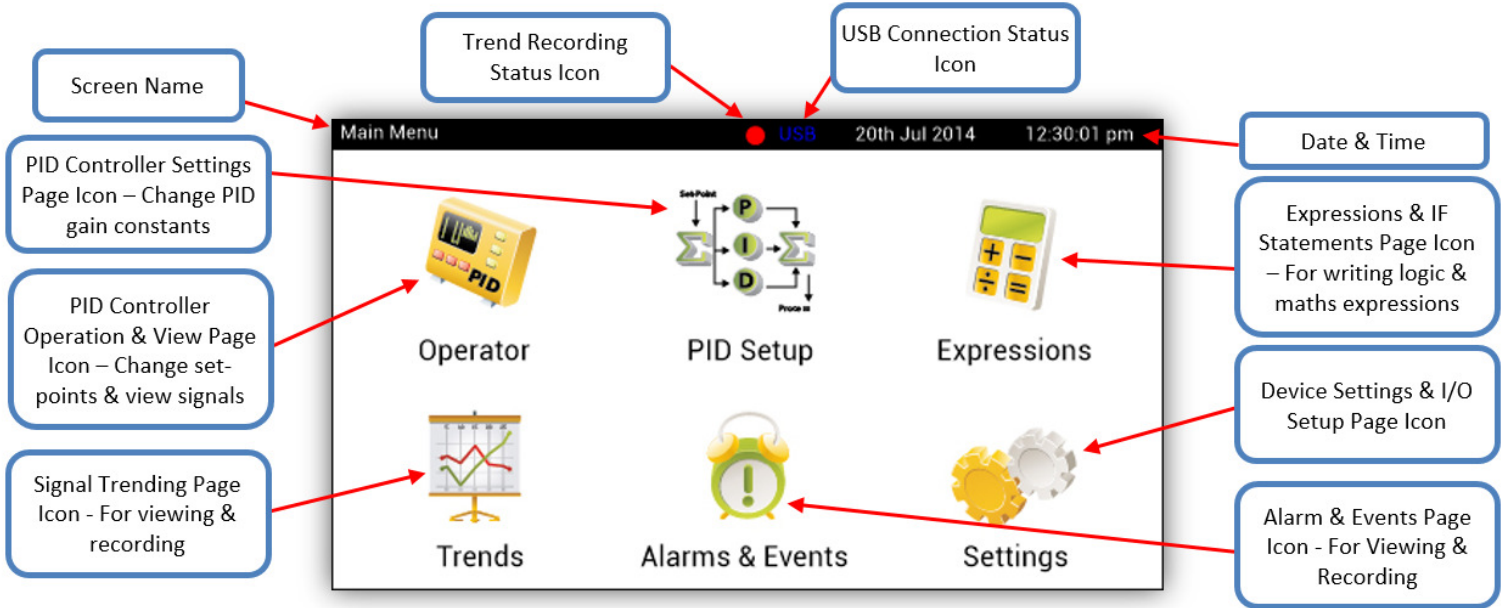 Trend Recording
Status Icon
USB Connection Status
Icon
Screen Name
Main Menu
USB
20th Jul 2014
12:30:01 pm
Date & Time
PID Controller Settings
Page Icon – Change PID
gain constants
PID Controller
Operation & View Page
Icon – Change set-
points & view signals
Signal Trending Page
Icon - For viewing &
recording
PID
Operator
Set-Point
P
I
D
Process
PID Setup
Expressions
Trends
Alarms & Events
Settings
Expressions & IF
Statements Page Icon
– For writing logic &
maths expressions
Device Settings & I/O
Setup Page Icon
Alarm & Events Page
Icon - For Viewing &
Recording